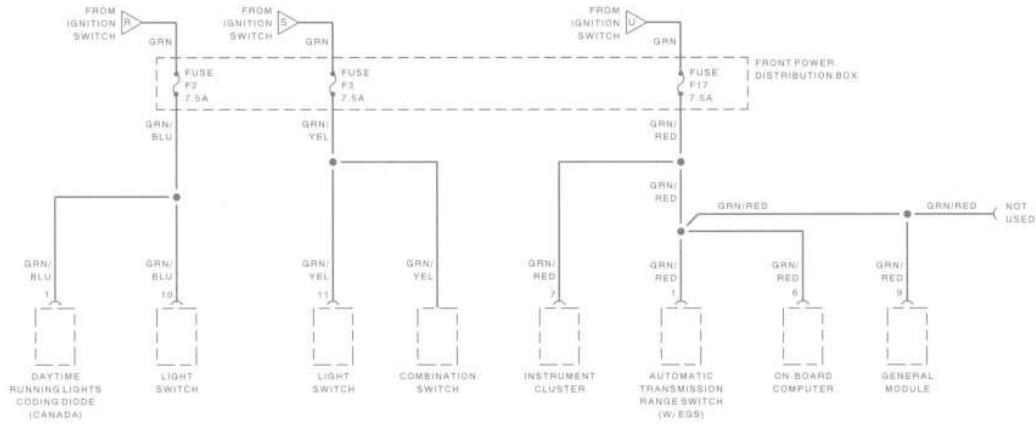 FROM
IGNITION
SWITCH
R
GRN
FROM
IGNITION
SWITCH
S
GRN
FROM
IGNITION
SWITCH
U
GRN
FUSE
F2
7.5A
FUSE
F3
7.5A
FUSE
F17
7.5A
FRONT POWER
DISTRIBUTION BOX
GRN/
BLU
GRN/
YEL
GRN/
RED
GRN/
RED
GRN/RED
GRN/RED
NOT
USED
GRN/
BLU
1
GRN/
BLU
10
GRN/
YEL
11
GRN/
YEL
GRN/
RED
7
GRN/
RED
1
GRN/
RED
6
GRN/
RED
9
DAYTIME
RUNNING LIGHTS
CODING DIODE
(CANADA)
LIGHT
SWITCH
LIGHT
SWITCH
COMBINATION
SWITCH
INSTRUMENT
CLUSTER
AUTOMATIC
TRANSMISSION
RANGE SWITCH
(W/ EGS)
ON-BOARD
COMPUTER
GENERAL
MODULE